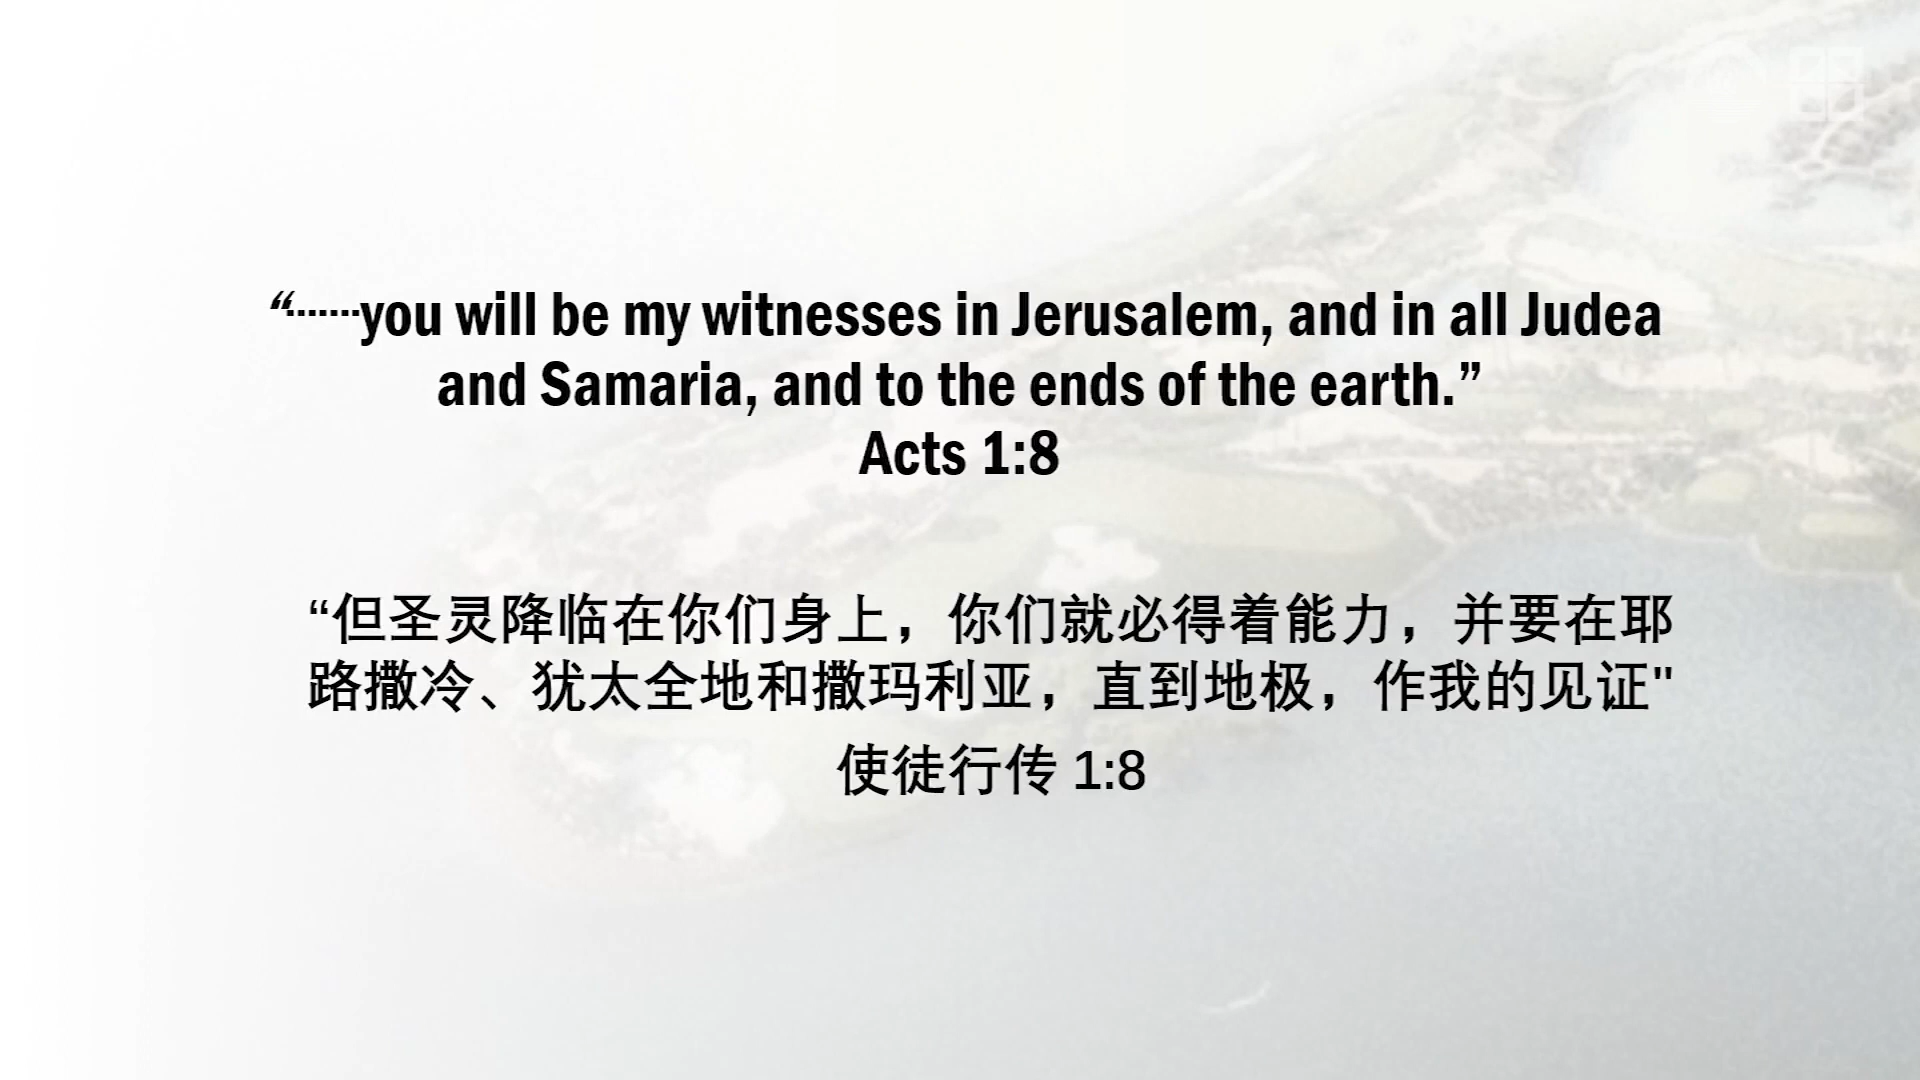 “·······you will be my witnesses in Jerusalem, and in all Judea
and Samaria, and to the ends of the earth.”
Acts 1:8
“但圣灵降临在你们身上，你们就必得着能力，并要在耶
路撒冷、犹太全地和撒玛利亚，直到地极，作我的见证"
使徒行传 1:8